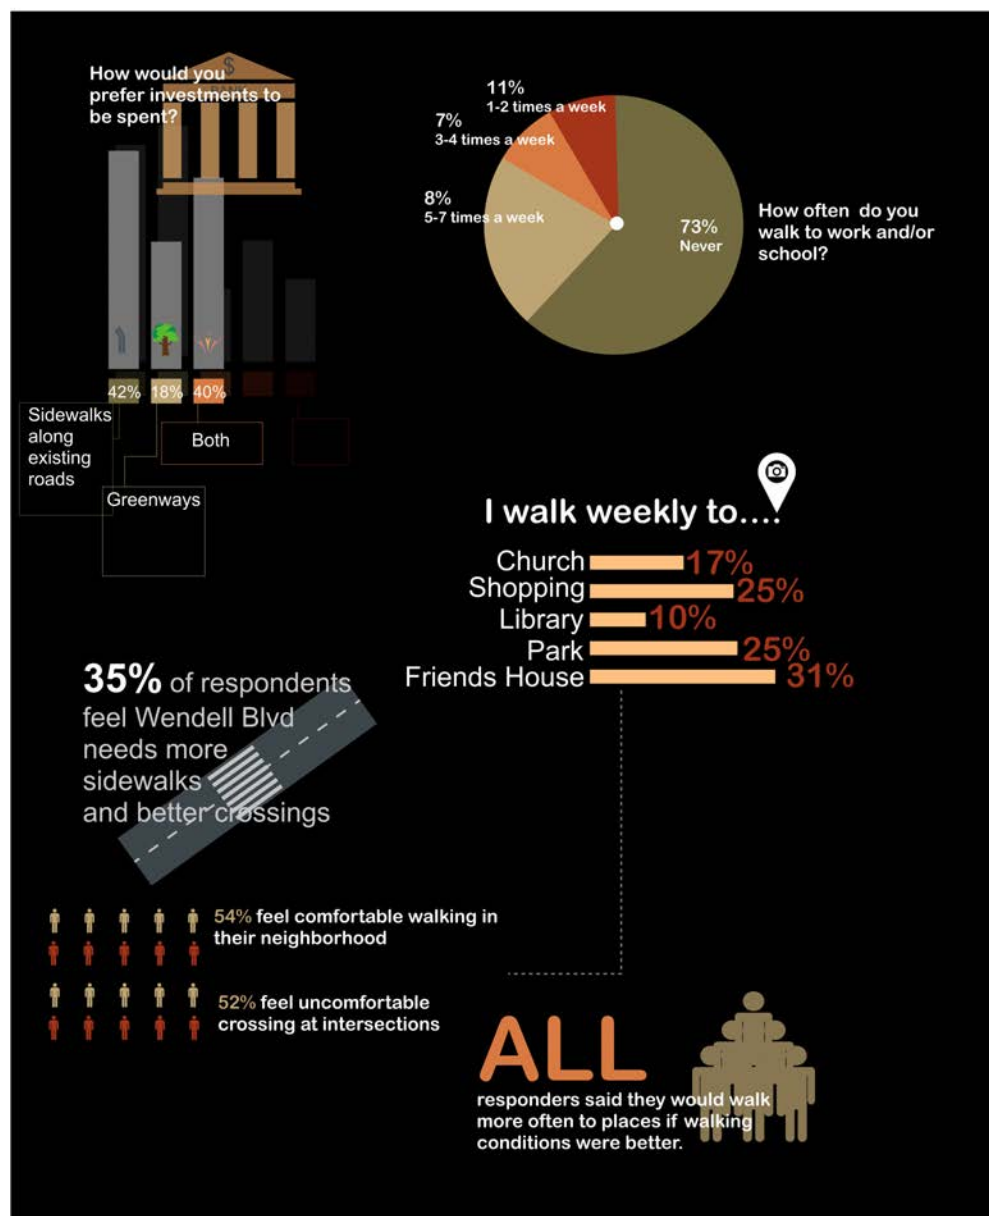 How would you
prefer investments to
be spent?
$
BANK
42%
18%
40%
Sidewalks
along
existing
roads
Greenways
Both
11%
1-2 times a week
7%
3-4 times a week
8%
5-7 times a week
73%
Never
How often do you
walk to work and/or
school?
I walk weekly to....
Church 17%
Shopping 25%
Library 10%
Park 25%
Friends House 31%
35% of respondents
feel Wendell Blvd
needs more
sidewalks
and better crossings
54% feel comfortable walking in
their neighborhood
52% feel uncomfortable
crossing at intersections
ALL
responders said they would walk
more often to places if walking
conditions were better.